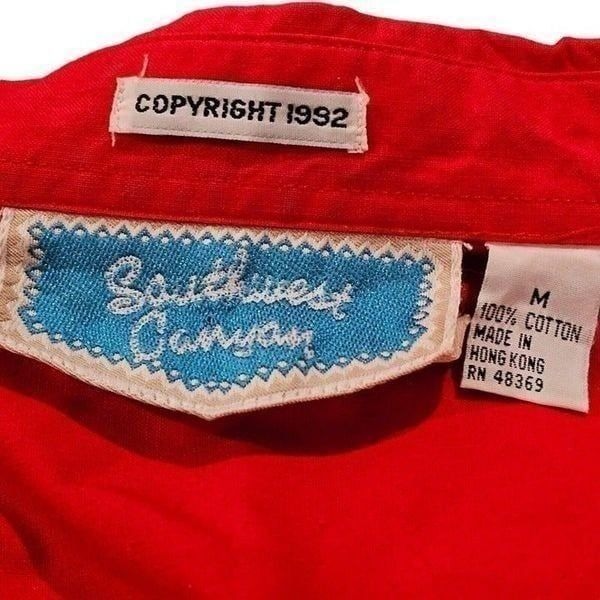 COPYRIGHT 1992
Southwest
Canyon
M
100% COTTON
MADE IN
HONG KONG
RN 48369